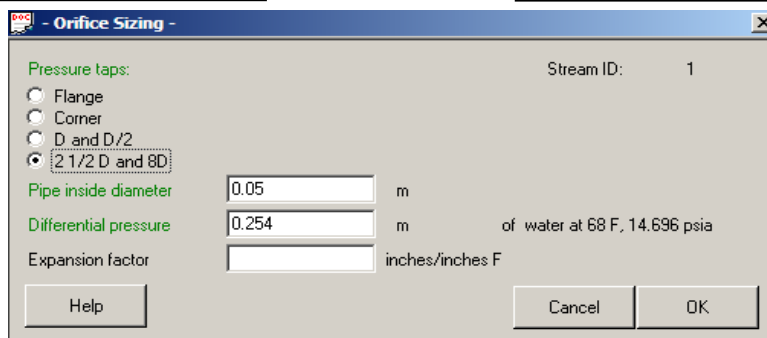 - Orifice Sizing -
Pressure taps: Stream ID: 1
Flange
Corner
D and D/2
2 1/2 D and 8D
Pipe inside diameter 0.05 m
Differential pressure 0.254 m of water at 68 F, 14.696 psia
Expansion factor inches/inches F
Help Cancel OK